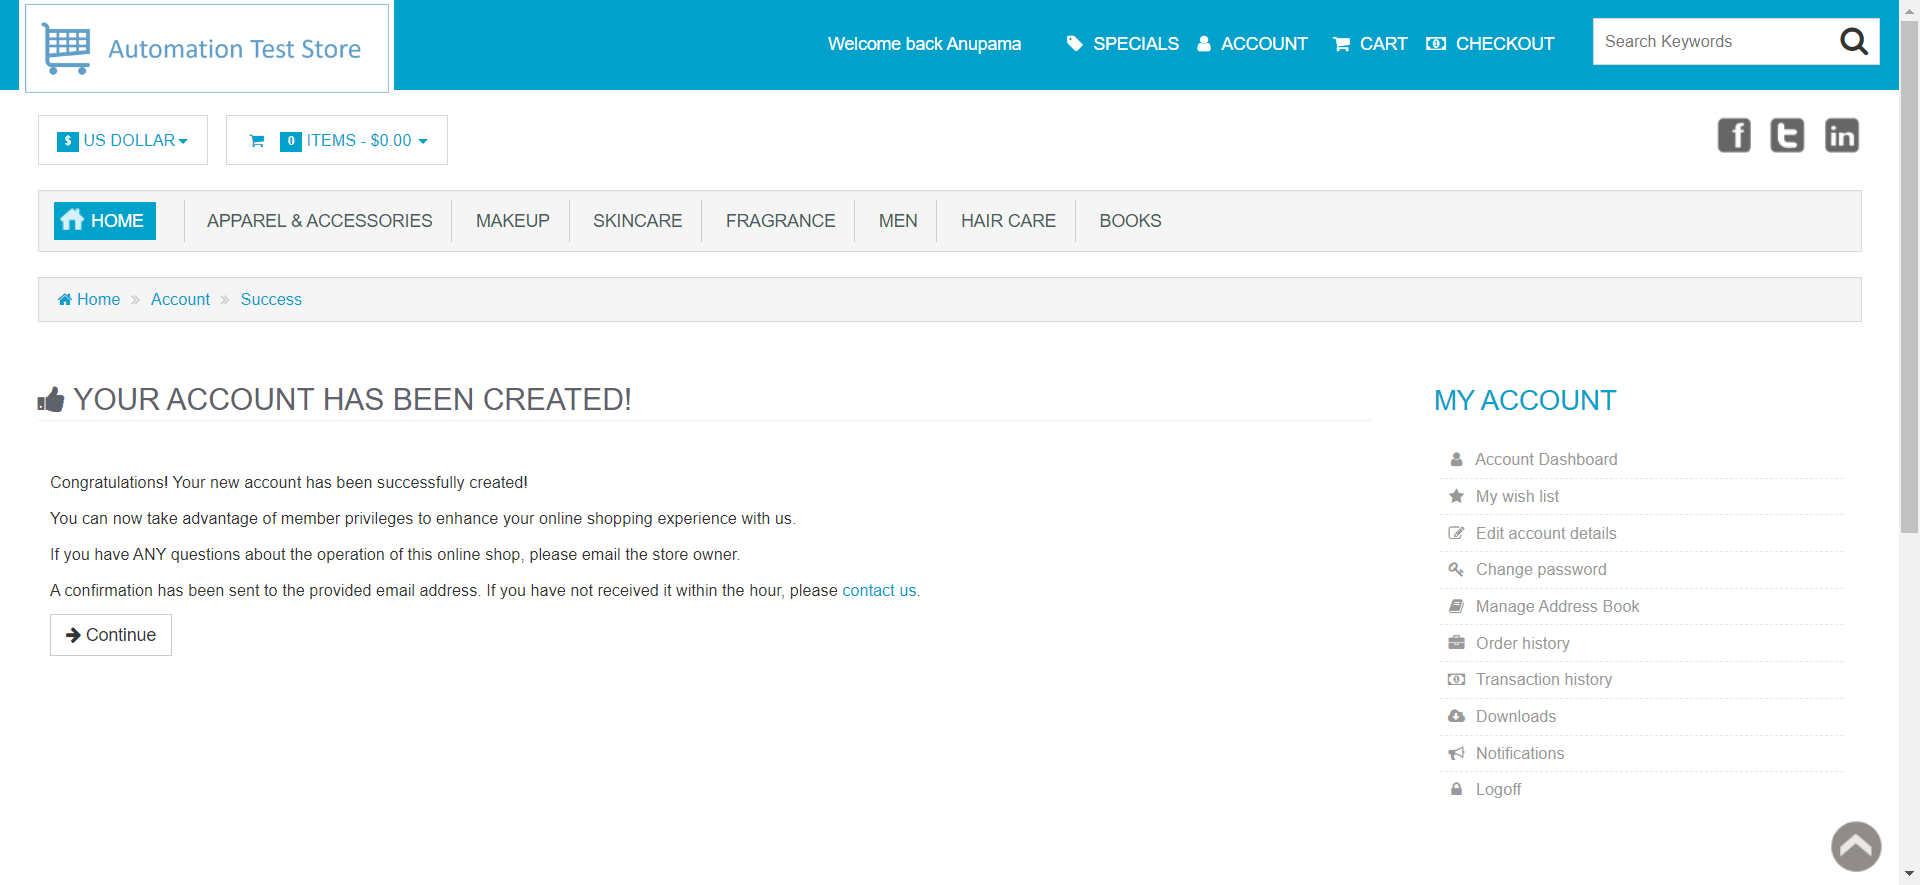 Automation Test Store
Welcome back Anupama
SPECIALS
ACCOUNT
CART
CHECKOUT
Search Keywords
$ US DOLLAR
0 ITEMS - $0.00
HOME
APPAREL & ACCESSORIES
MAKEUP
SKINCARE
FRAGRANCE
MEN
HAIR CARE
BOOKS
Home » Account » Success
YOUR ACCOUNT HAS BEEN CREATED!
Congratulations! Your new account has been successfully created!
You can now take advantage of member privileges to enhance your online shopping experience with us.
If you have ANY questions about the operation of this online shop, please email the store owner.
A confirmation has been sent to the provided email address. If you have not received it within the hour, please contact us.
Continue
MY ACCOUNT
Account Dashboard
My wish list
Edit account details
Change password
Manage Address Book
Order history
Transaction history
Downloads
Notifications
Logoff